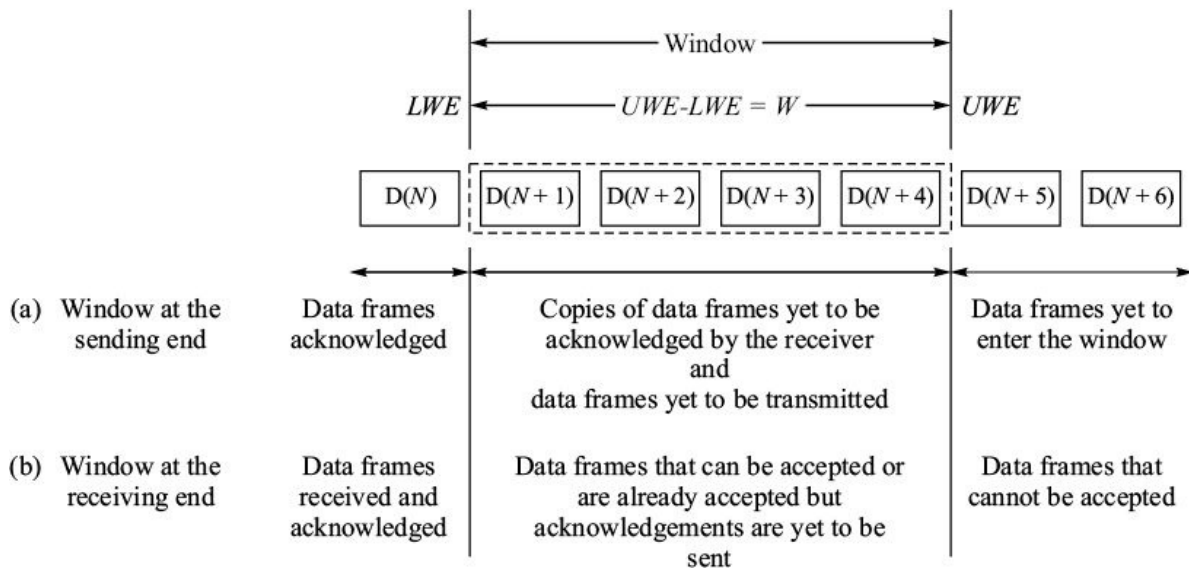 Window
LWE
UWE-LWE = W
UWE
D(N)
D(N + 1)
D(N + 2)
D(N + 3)
D(N + 4)
D(N + 5)
D(N + 6)
(a) Window at the
sending end
Data frames
acknowledged
Copies of data frames yet to be
acknowledged by the receiver
and
data frames yet to be transmitted
Data frames yet to
enter the window
(b) Window at the
receiving end
Data frames
received and
acknowledged
Data frames that can be accepted or
are already accepted but
acknowledgements are yet to be
sent
Data frames that
cannot be accepted